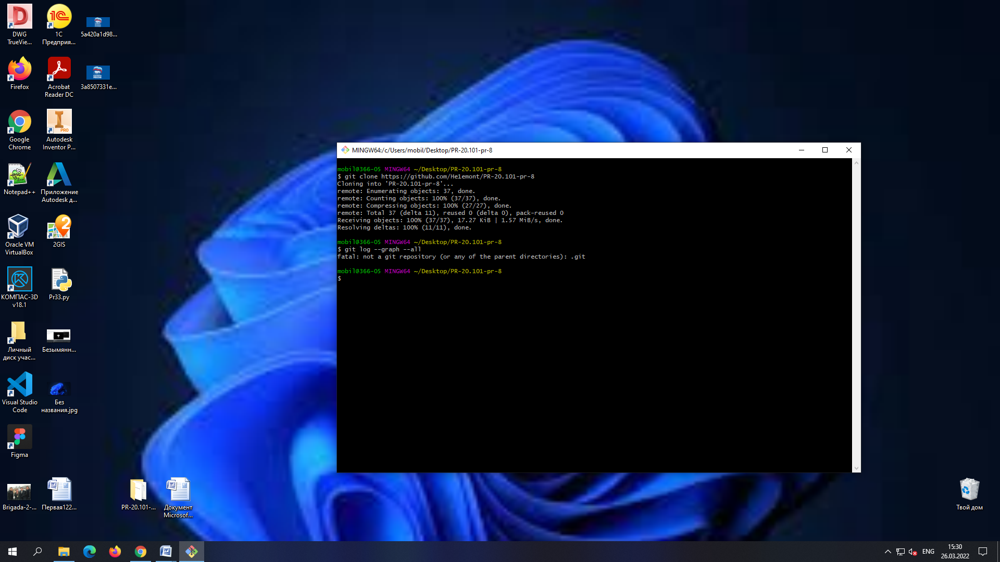 DWG
TrueVie...
1C
Предприя...
5a420a1d98...
Firefox
Acrobat
Reader DC
3a8507331e...
Google
Chrome
Autodesk
Inventor P...
PRO
Notepad++
Приложение
Autodesk д...
Oracle VM
VirtualBox
2GIS
КОМПАС-3D
v18.1
Pr33.py
Личный
диск учас...
Безымянн...
Visual Studio
Code
Без
названия.jpg
Figma
Brigada-2-...
Первая122...
PR-20.101-...
Документ
Microsof...
Твой дом
MINGW64:/c/Users/mobil/Desktop/PR-20.101-pr-8
mobil@366-05 MINGW64 ~/Desktop/PR-20.101-pr-8
$ git clone https://github.com/He1emont/PR-20.101-pr-8
Cloning into 'PR-20.101-pr-8'...
remote: Enumerating objects: 37, done.
remote: Counting objects: 100% (37/37), done.
remote: Compressing objects: 100% (27/27), done.
remote: Total 37 (delta 11), reused 0 (delta 0), pack-reused 0
Receiving objects: 100% (37/37), 17.27 KiB | 1.57 MiB/s, done.
Resolving deltas: 100% (11/11), done.
mobil@366-05 MINGW64 ~/Desktop/PR-20.101-pr-8
$ git log --graph --all
fatal: not a git repository (or any of the parent directories): .git
mobil@366-05 MINGW64 ~/Desktop/PR-20.101-pr-8
$
ENG
15:30
26.03.2022